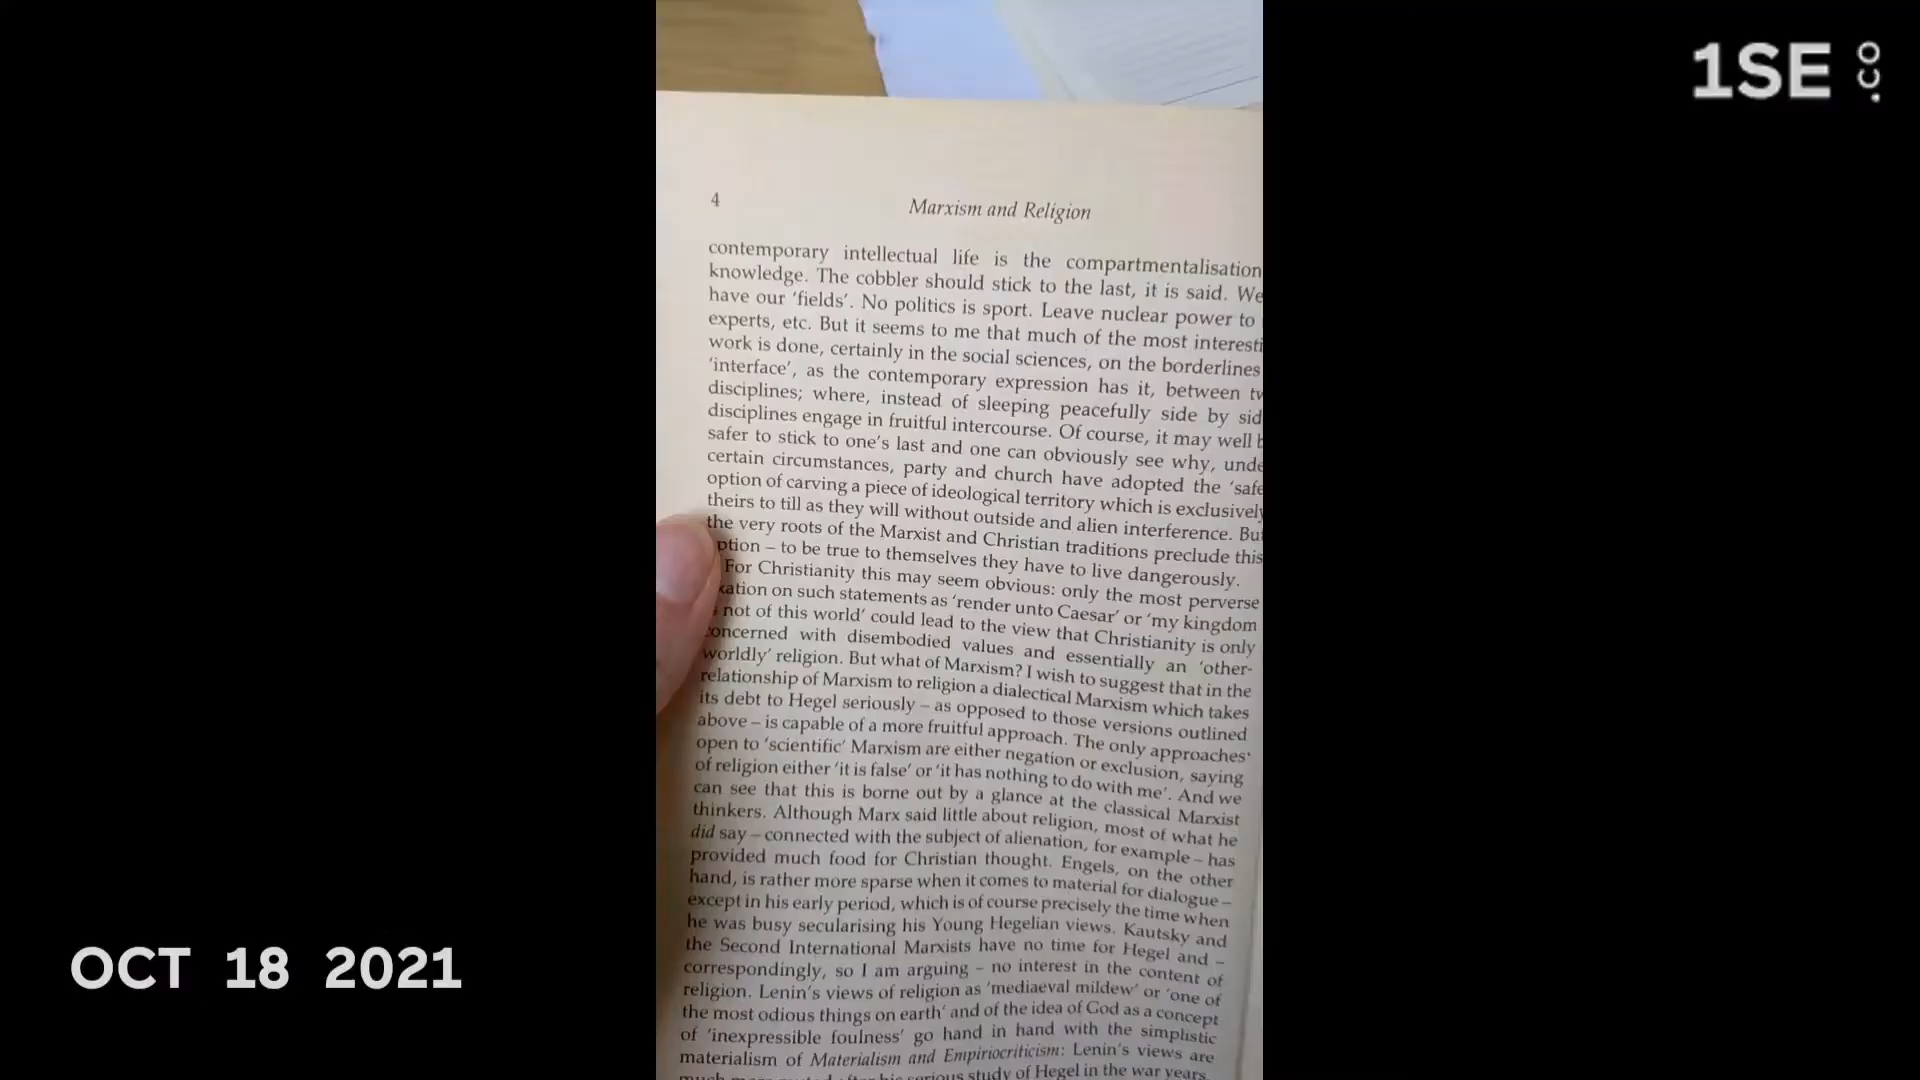 1SE .CO
4 Marxism and Religion
contemporary intellectual life is the compartmentalisation
knowledge. The cobbler should stick to the last, it is said. We
have our 'fields'. No politics is sport. Leave nuclear power to
experts, etc. But it seems to me that much of the most interesti
work is done, certainly in the social sciences, on the borderlines
'interface', as the contemporary expression has it, between tw
disciplines; where, instead of sleeping peacefully side by sid
disciplines engage in fruitful intercourse. Of course, it may well b
safer to stick to one's last and one can obviously see why, unde
certain circumstances, party and church have adopted the 'safe
option of carving a piece of ideological territory which is exclusively
theirs to till as they will without outside and alien interference. But
the very roots of the Marxist and Christian traditions preclude this
ption – to be true to themselves they have to live dangerously.
For Christianity this may seem obvious: only the most perverse
xation on such statements as 'render unto Caesar' or 'my kingdom
not of this world' could lead to the view that Christianity is only
concerned with disembodied values and essentially an 'other-
worldly' religion. But what of Marxism? I wish to suggest that in the
relationship of Marxism to religion a dialectical Marxism which takes
its debt to Hegel seriously – as opposed to those versions outlined
above – is capable of a more fruitful approach. The only approaches
open to 'scientific' Marxism are either negation or exclusion, saying
of religion either 'it is false' or 'it has nothing to do with me'. And we
can see that this is borne out by a glance at the classical Marxist
thinkers. Although Marx said little about religion, most of what he
did say – connected with the subject of alienation, for example – has
provided much food for Christian thought. Engels, on the other
hand, is rather more sparse when it comes to material for dialogue –
except in his early period, which is of course precisely the time when
he was busy secularising his Young Hegelian views. Kautsky and
the Second International Marxists have no time for Hegel and –
correspondingly, so I am arguing – no interest in the content of
religion. Lenin's views of religion as 'mediaeval mildew' or 'one of
the most odious things on earth' and of the idea of God as a concept
of 'inexpressible foulness' go hand in hand with the simplistic
materialism of Materialism and Empiriocriticism: Lenin's views are
serious study of Hegel in the war years.
OCT 18 2021